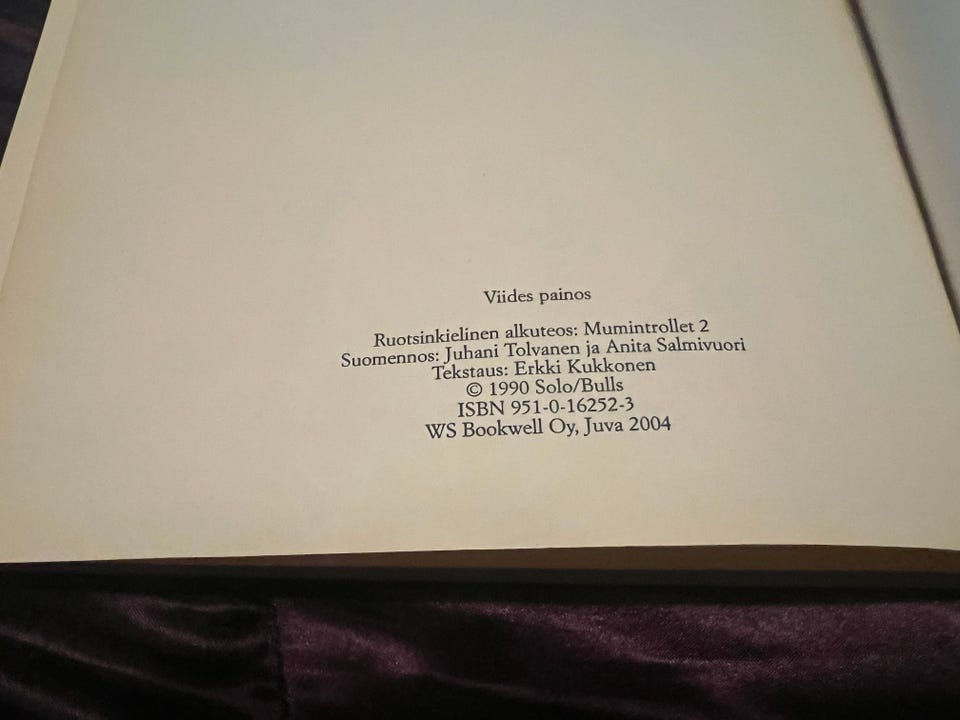 Viides painos
Ruotsinkielinen alkuteos: Mumintrollet 2
Suomennos: Juhani Tolvanen ja Anita Salmivuori
Tekstaus: Erkki Kukkonen
© 1990 Solo/Bulls
ISBN 951-0-16252-3
WS Bookwell Oy, Juva 2004